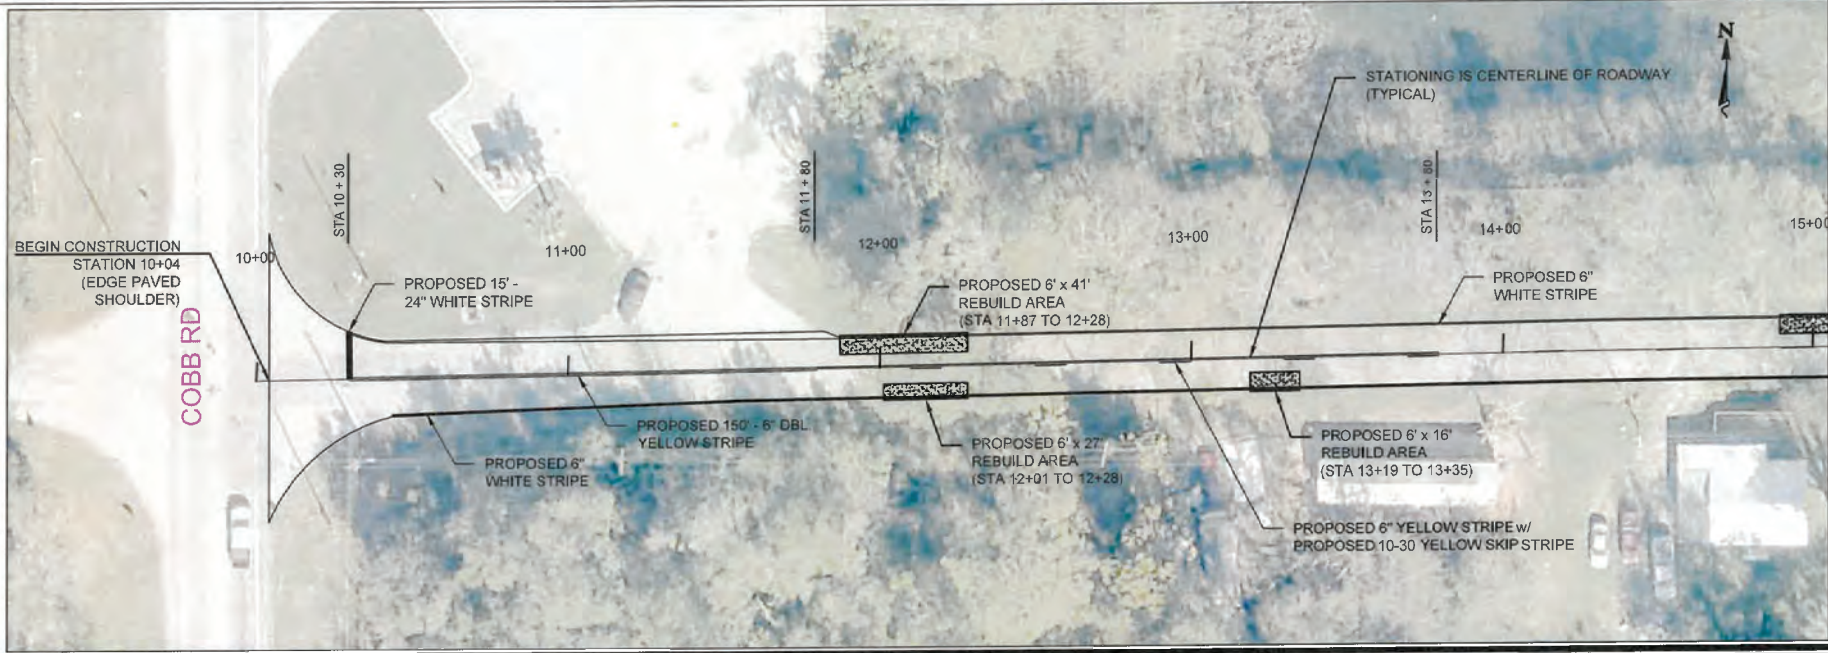 N
STATIONING IS CENTERLINE OF ROADWAY
(TYPICAL)
STA 10 + 30
STA 11 + 80
STA 13 + 80
BEGIN CONSTRUCTION
STATION 10+04
(EDGE PAVED
SHOULDER)
10+00
11+00
12+00
13+00
14+00
15+00
PROPOSED 15' -
24" WHITE STRIPE
PROPOSED 6' x 41'
REBUILD AREA
(STA 11+87 TO 12+28)
PROPOSED 6"
WHITE STRIPE
COBB RD
PROPOSED 150' - 6" DBL
YELLOW STRIPE
PROPOSED 6"
WHITE STRIPE
PROPOSED 6' x 27'
REBUILD AREA
(STA 12+01 TO 12+28)
PROPOSED 6' x 16'
REBUILD AREA
(STA 13+19 TO 13+35)
PROPOSED 6" YELLOW STRIPE w/
PROPOSED 10-30 YELLOW SKIP STRIPE